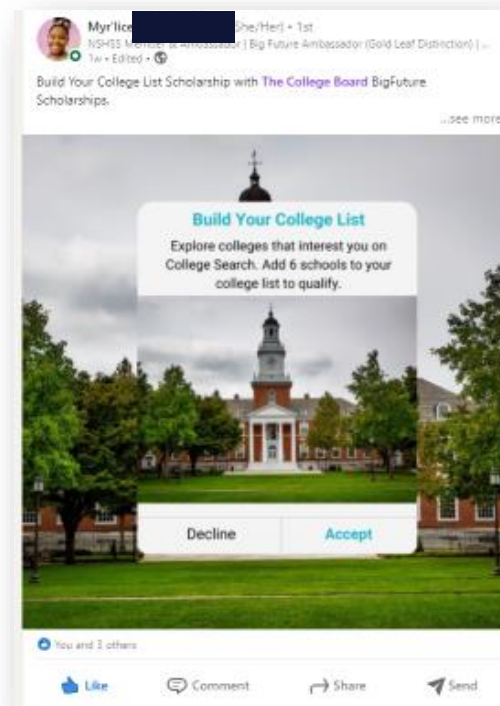 Myr'lice She/Her) • 1st
NSHSS Member & Ambassador | Big Future Ambassador (Gold Leaf Distinction) | ...
1w • Edited •
Build Your College List Scholarship with The College Board BigFuture
Scholarships.
...see more
Build Your College List
Explore colleges that interest you on
College Search. Add 6 schools to your
college list to qualify.
Decline Accept
You and 3 others
Like Comment Share Send